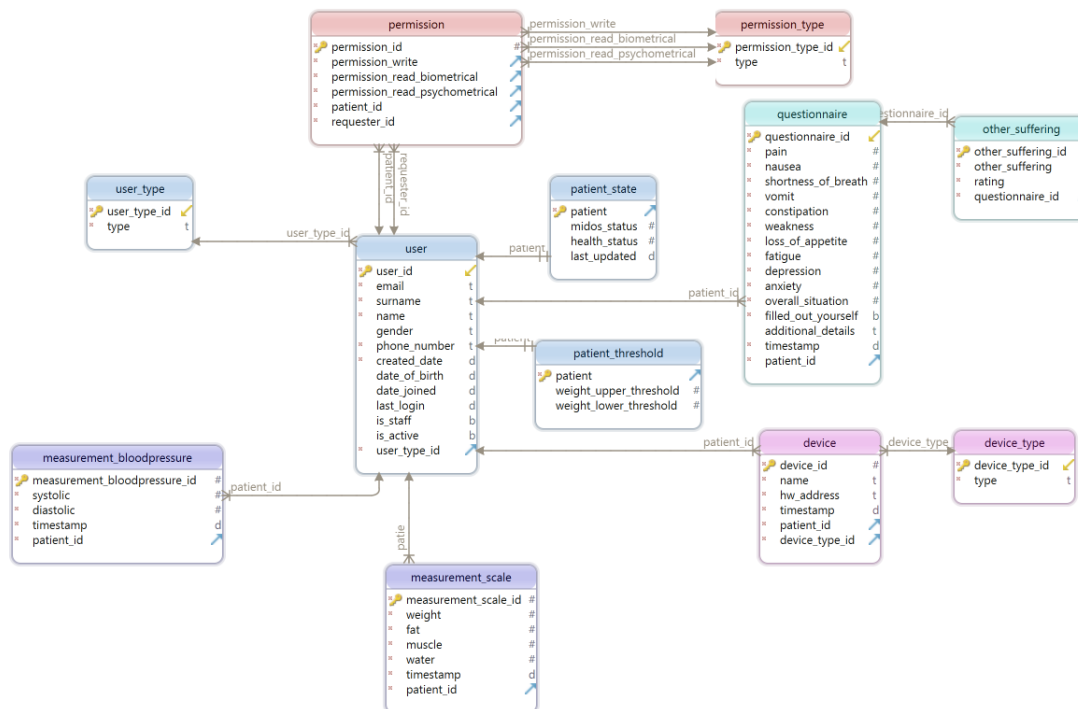 permission
permission_id #
permission_write
permission_read_biometrical
permission_read_psychometrical
patient_id
requester_id
permission_write
permission_read_biometrical
permission_read_psychometrical
permission_type
permission_type_id
type t
questionnaire
questionnaire_id
pain #
nausea #
shortness_of_breath #
vomit #
constipation #
weakness #
loss_of_appetite #
fatigue #
depression #
anxiety #
overall_situation #
filled_out_yourself b
additional_details t
timestamp d
patient_id
estionnaire_id
other_suffering
other_suffering_id
other_suffering
rating
questionnaire_id
patient_id
requester_id
user_type
user_type_id
type t
user_type_id
patient_state
patient
midos_status #
health_status #
last_updated d
patient
user
user_id
email t
surname t
name t
gender t
phone_number t
created_date d
date_of_birth d
date_joined d
last_login d
is_staff b
is_active b
user_type_id
patient_id
patient
patient_threshold
patient
weight_upper_threshold #
weight_lower_threshold #
patient_id
device
device_id #
name t
hw_address t
timestamp d
patient_id
device_type_id
device_type
device_type
device_type_id
type t
measurement_bloodpressure
measurement_bloodpressure_id #
systolic #
diastolic #
timestamp d
patient_id
patient_id
patie
measurement_scale
measurement_scale_id #
weight #
fat #
muscle #
water #
timestamp d
patient_id